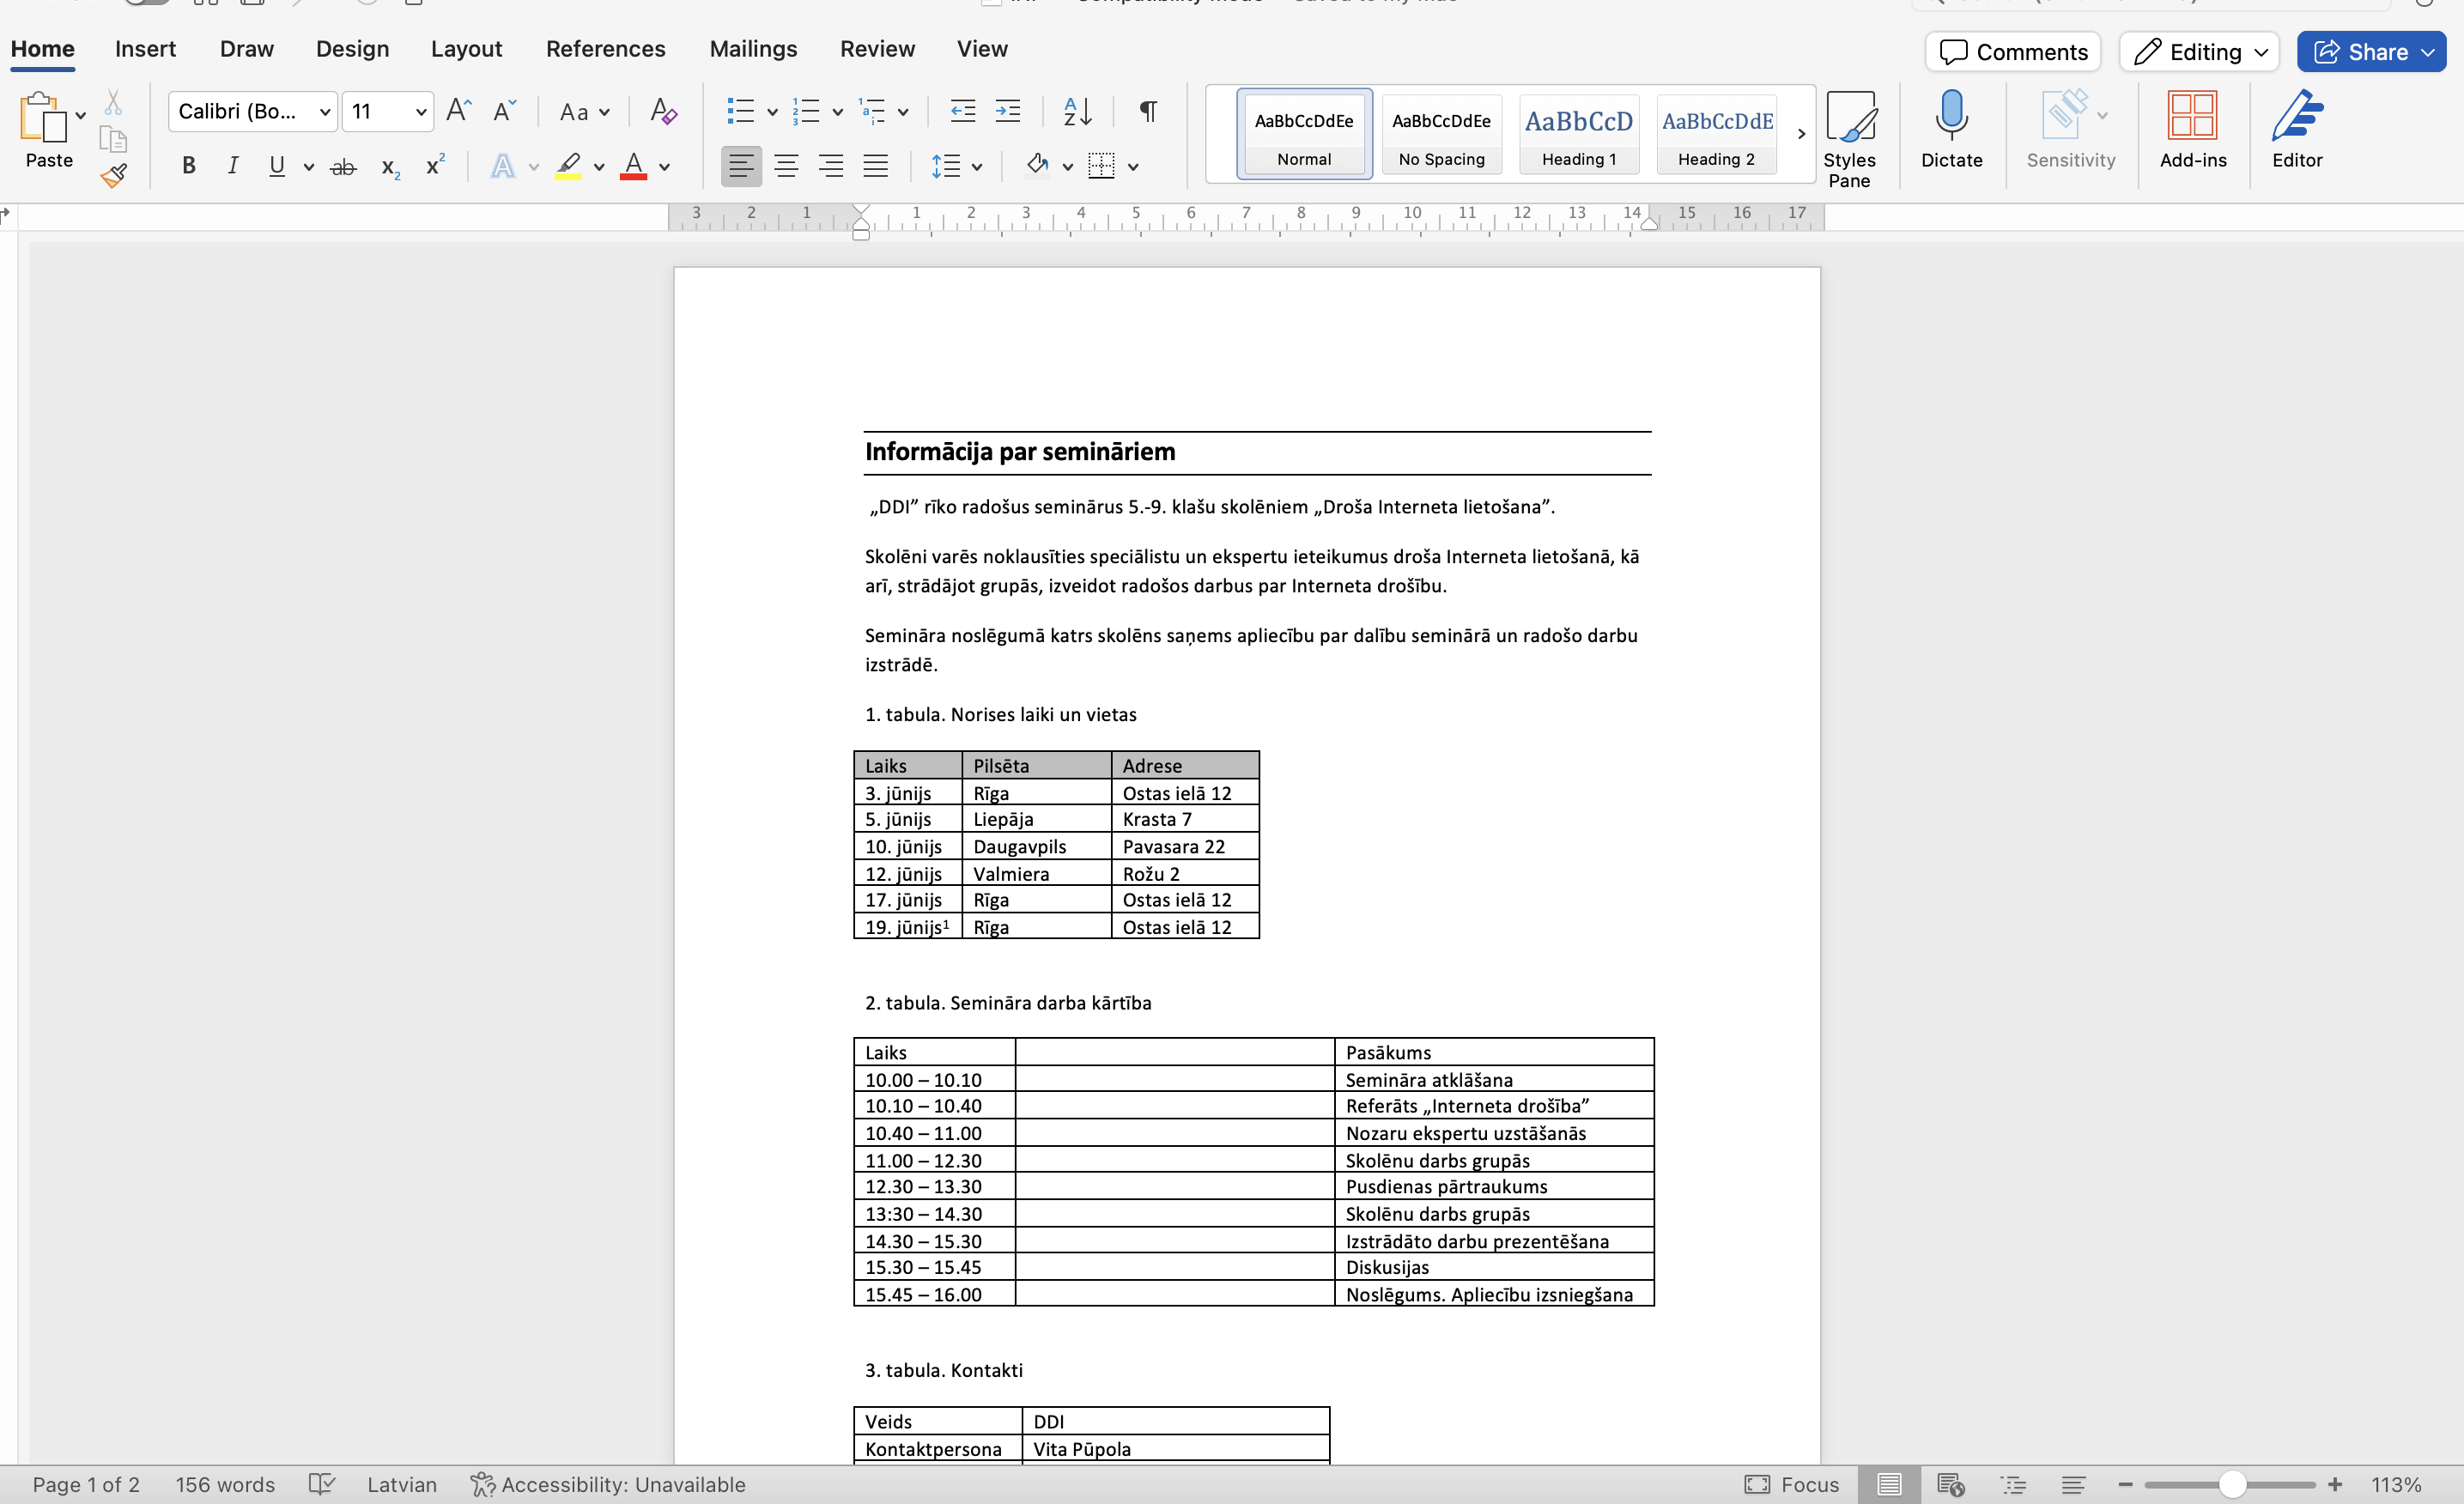 Home Insert Draw Design Layout References Mailings Review View
Comments Editing Share
Paste
Calibri (Bo... 11
AaBbCcDdEe AaBbCcDdEe AaBbCcD AaBbCcDdE
Normal No Spacing Heading 1 Heading 2
Styles Pane
Dictate Sensitivity Add-ins Editor
3 2 1 1 2 3 4 5 6 7 8 9 10 11 12 13 14 15 16 17
Informācija par semināriem
„DDI” rīko radošus seminārus 5.-9. klašu skolēniem „Droša Interneta lietošana”.
Skolēni varēs noklausīties speciālistu un ekspertu ieteikumus droša Interneta lietošanā, kā
arī, strādājot grupās, izveidot radošos darbus par Interneta drošību.
Semināra noslēgumā katrs skolēns saņems apliecību par dalību seminārā un radošo darbu
izstrādē.
1. tabula. Norises laiki un vietas
Laiks Pilsēta Adrese
3. jūnijs Rīga Ostas ielā 12
5. jūnijs Liepāja Krasta 7
10. jūnijs Daugavpils Pavasara 22
12. jūnijs Valmiera Rožu 2
17. jūnijs Rīga Ostas ielā 12
19. jūnijs¹ Rīga Ostas ielā 12
2. tabula. Semināra darba kārtība
Laiks Pasākums
10.00 – 10.10 Semināra atklāšana
10.10 – 10.40 Referāts „Interneta drošība”
10.40 – 11.00 Nozaru ekspertu uzstāšanās
11.00 – 12.30 Skolēnu darbs grupās
12.30 – 13.30 Pusdienas pārtraukums
13:30 – 14.30 Skolēnu darbs grupās
14.30 – 15.30 Izstrādāto darbu prezentēšana
15.30 – 15.45 Diskusijas
15.45 – 16.00 Noslēgums. Apliecību izsniegšana
3. tabula. Kontakti
Veids DDI
Kontaktpersona Vita Pūpola
Page 1 of 2 156 words Latvian Accessibility: Unavailable Focus 113%